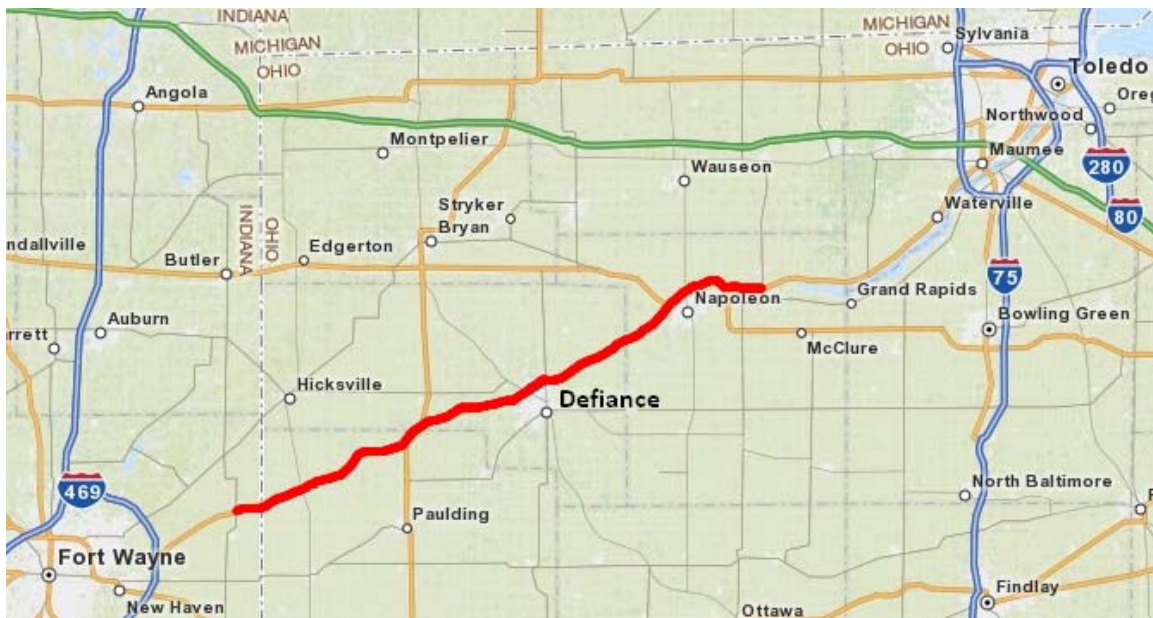 INDIANA
MICHIGAN
OHIO
MICHIGAN
OHIO
Sylvania
Toledo
Angola
Northwood
Montpelier
Maumee
280
Wauseon
80
Stryker
Waterville
Bryan
INDIANA
OHIO
Edgerton
Butler
75
Grand Rapids
Napoleon
Bowling Green
Auburn
McClure
Hicksville
Defiance
469
North Baltimore
Paulding
Fort Wayne
Findlay
New Haven
Ottawa